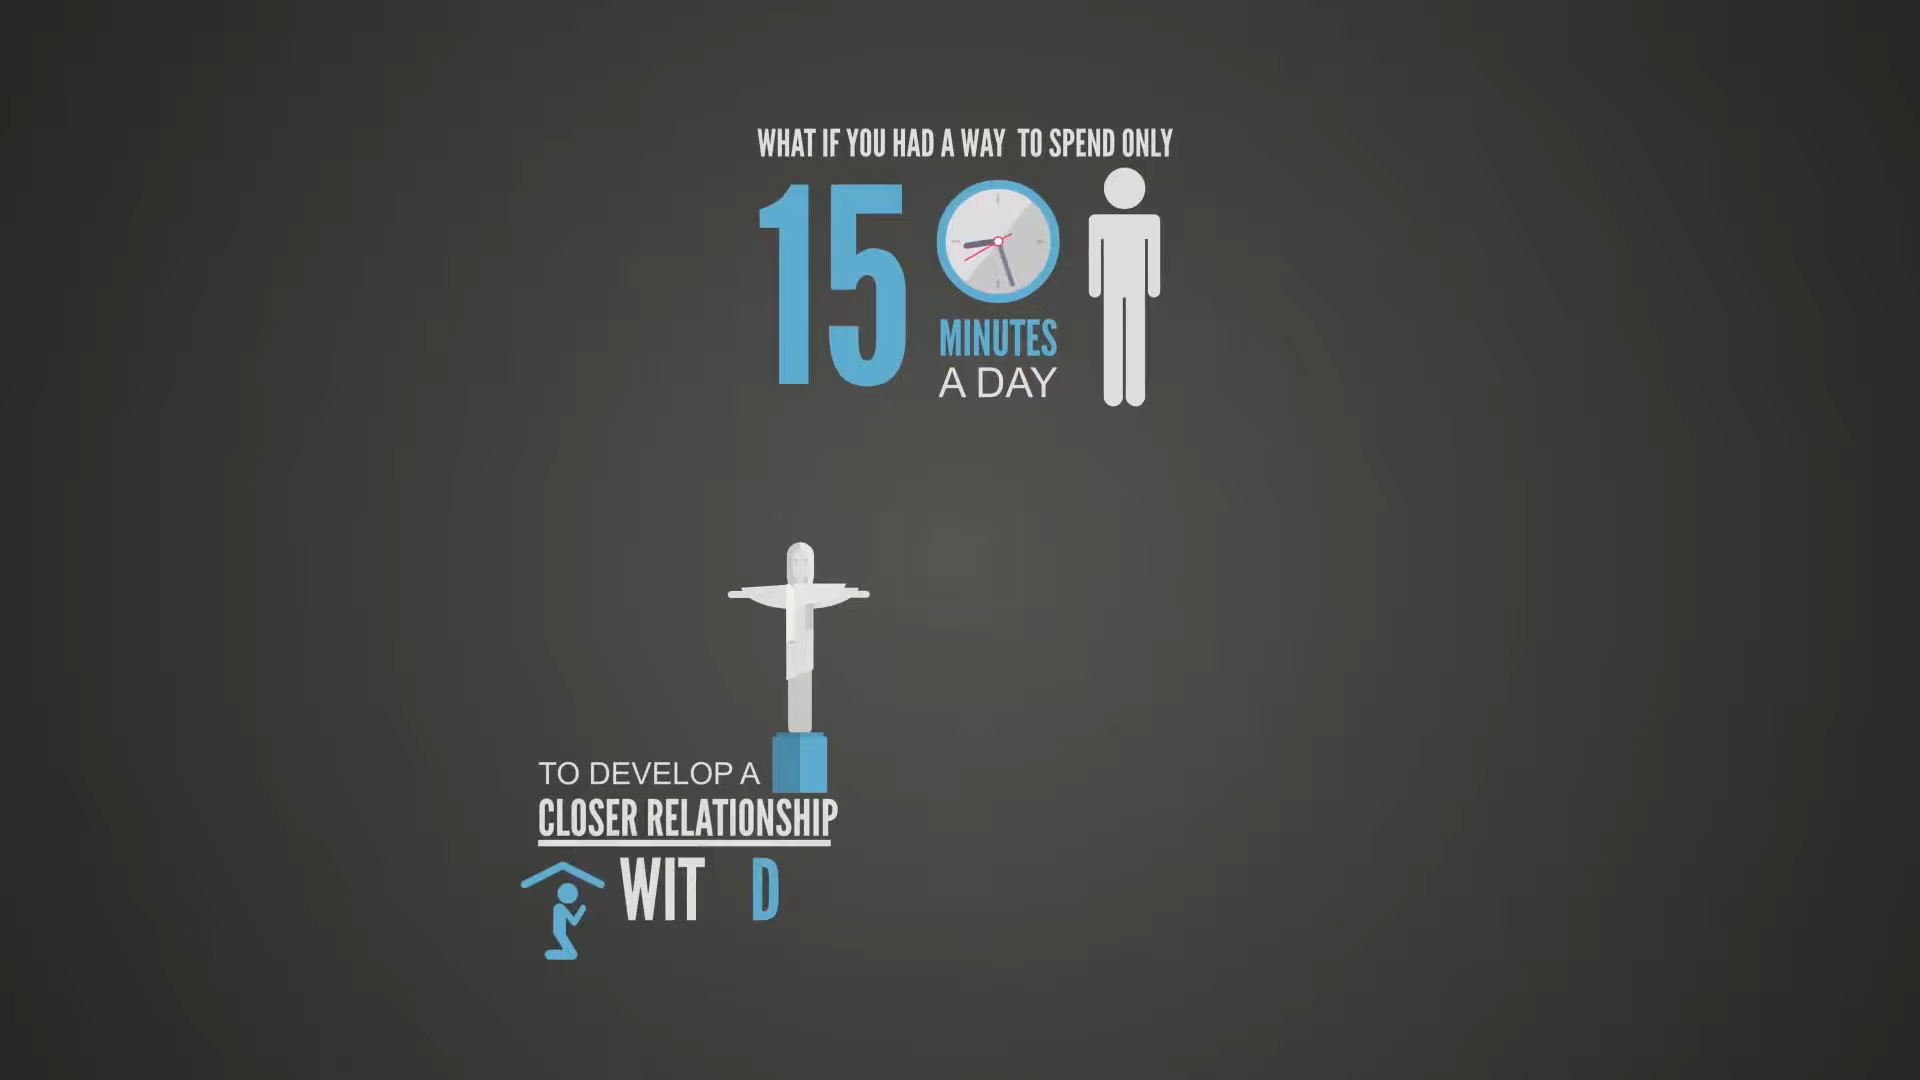 WHAT IF YOU HAD A WAY TO SPEND ONLY
15
MINUTES
A DAY
TO DEVELOP A
CLOSER RELATIONSHIP
WIT D